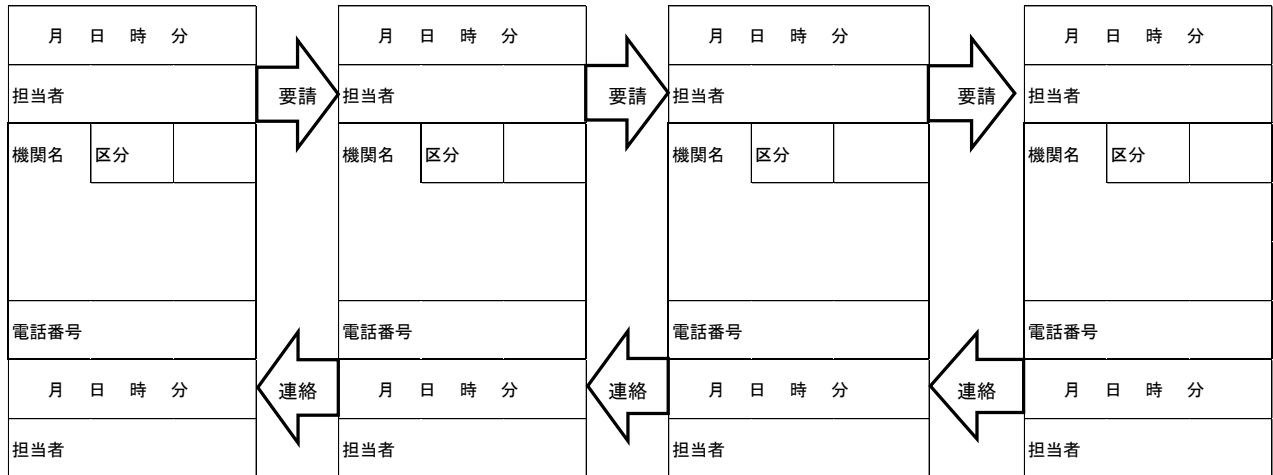 月 日 時 分 月 日 時 分 月 日 時 分 月 日 時 分
担当者 要請 担当者 要請 担当者 要請 担当者
機関名 区分 機関名 区分 機関名 区分 機関名 区分
電話番号 電話番号 電話番号 電話番号
月 日 時 分 連絡 月 日 時 分 連絡 月 日 時 分 連絡 月 日 時 分
担当者 担当者 担当者 担当者